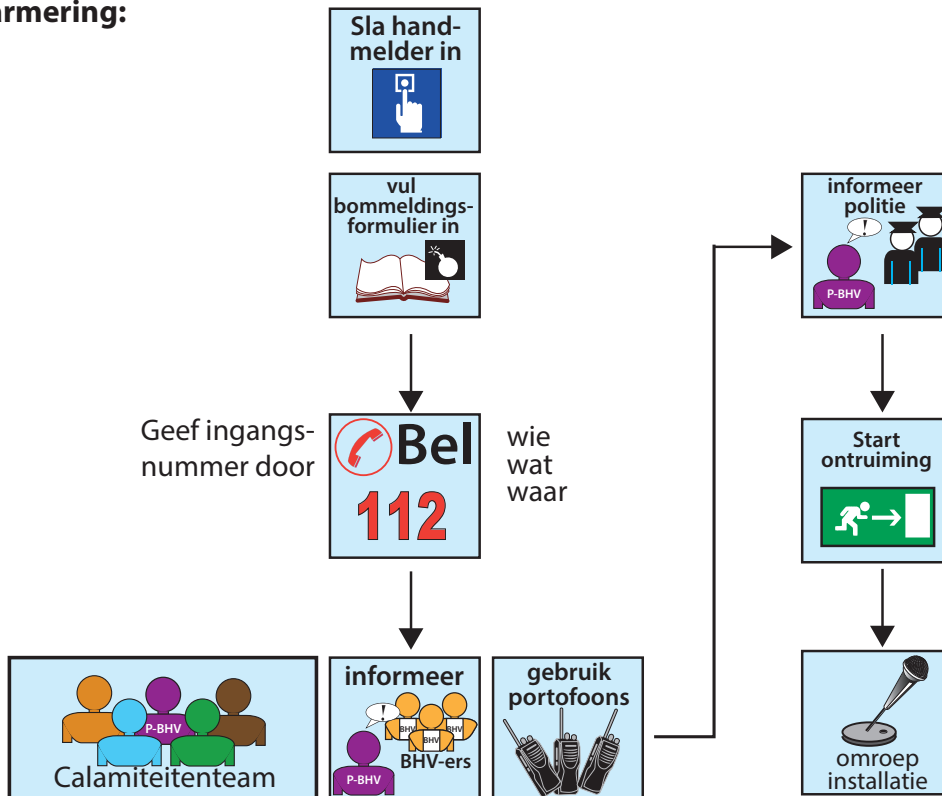 armering:
Sla hand-
melder in
vul
bommeldings-
formulier in
Geef ingangs-
nummer door
Bel
112
wie
wat
waar
P-BHV
Calamiteitenteam
informeer
!
BHV
BHV
BHV
BHV-ers
P-BHV
gebruik
portofoons
informeer
politie
!
P-BHV
Start
ontruiming
omroep
installatie